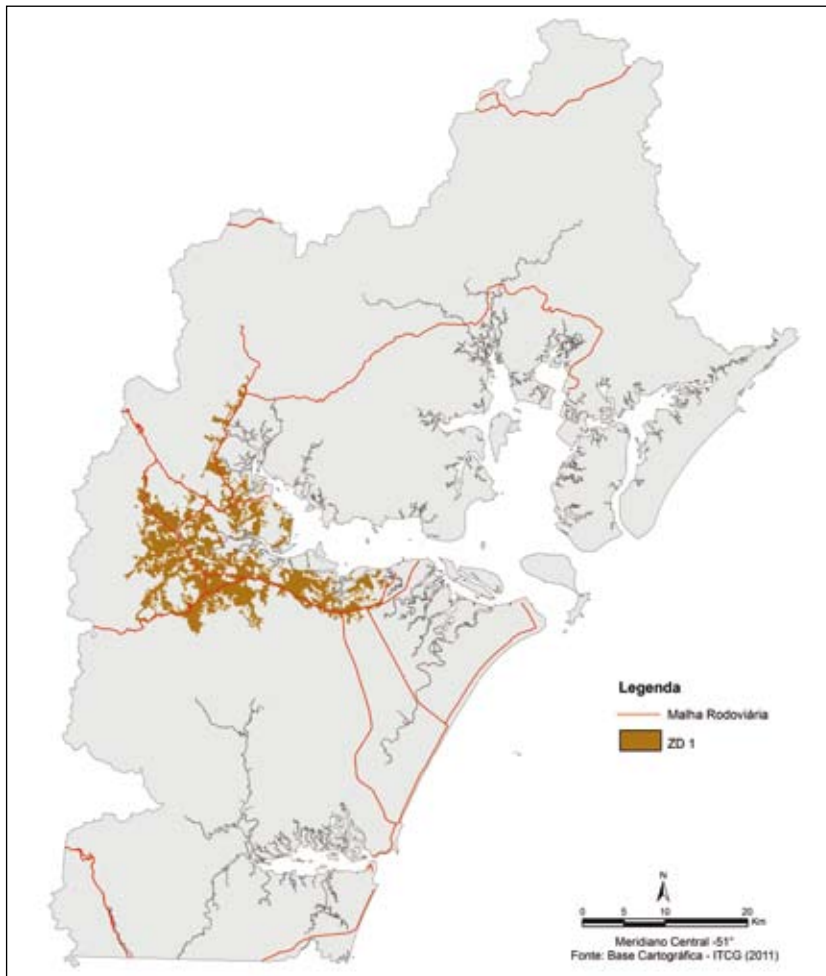 Legenda
Malha Rodoviária
ZD 1
N
0 5 10 20
Km
Meridiano Central -51°
Fonte: Base Cartográfica - ITCG (2011)